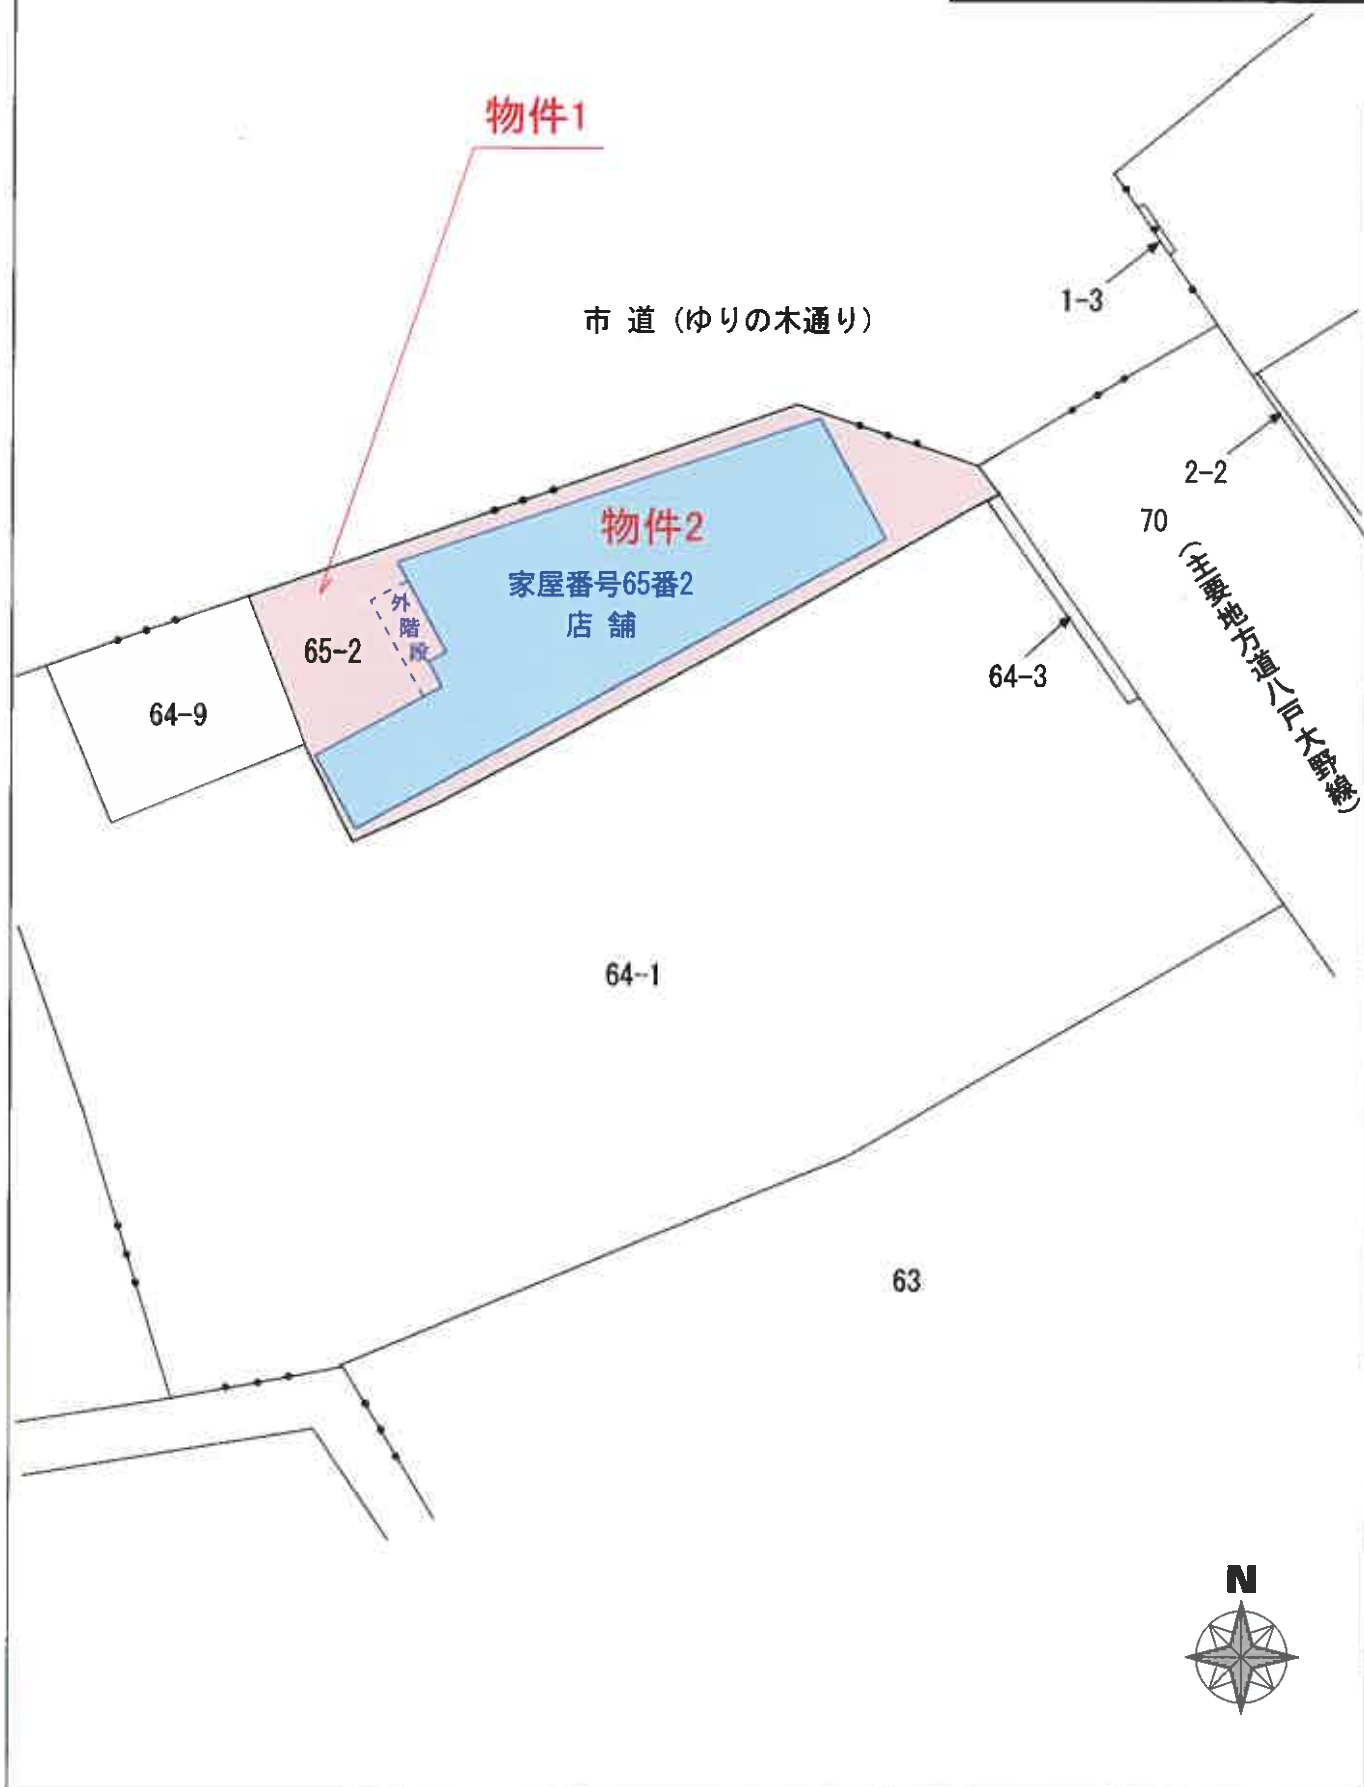 物件1
市 道 (ゆりの木通り)
1-3
2-2
物件2
70
(主要地方道八戸大野線)
家屋番号65番2
店 舗
外階段
65-2
64-3
64-9
64-1
63
N